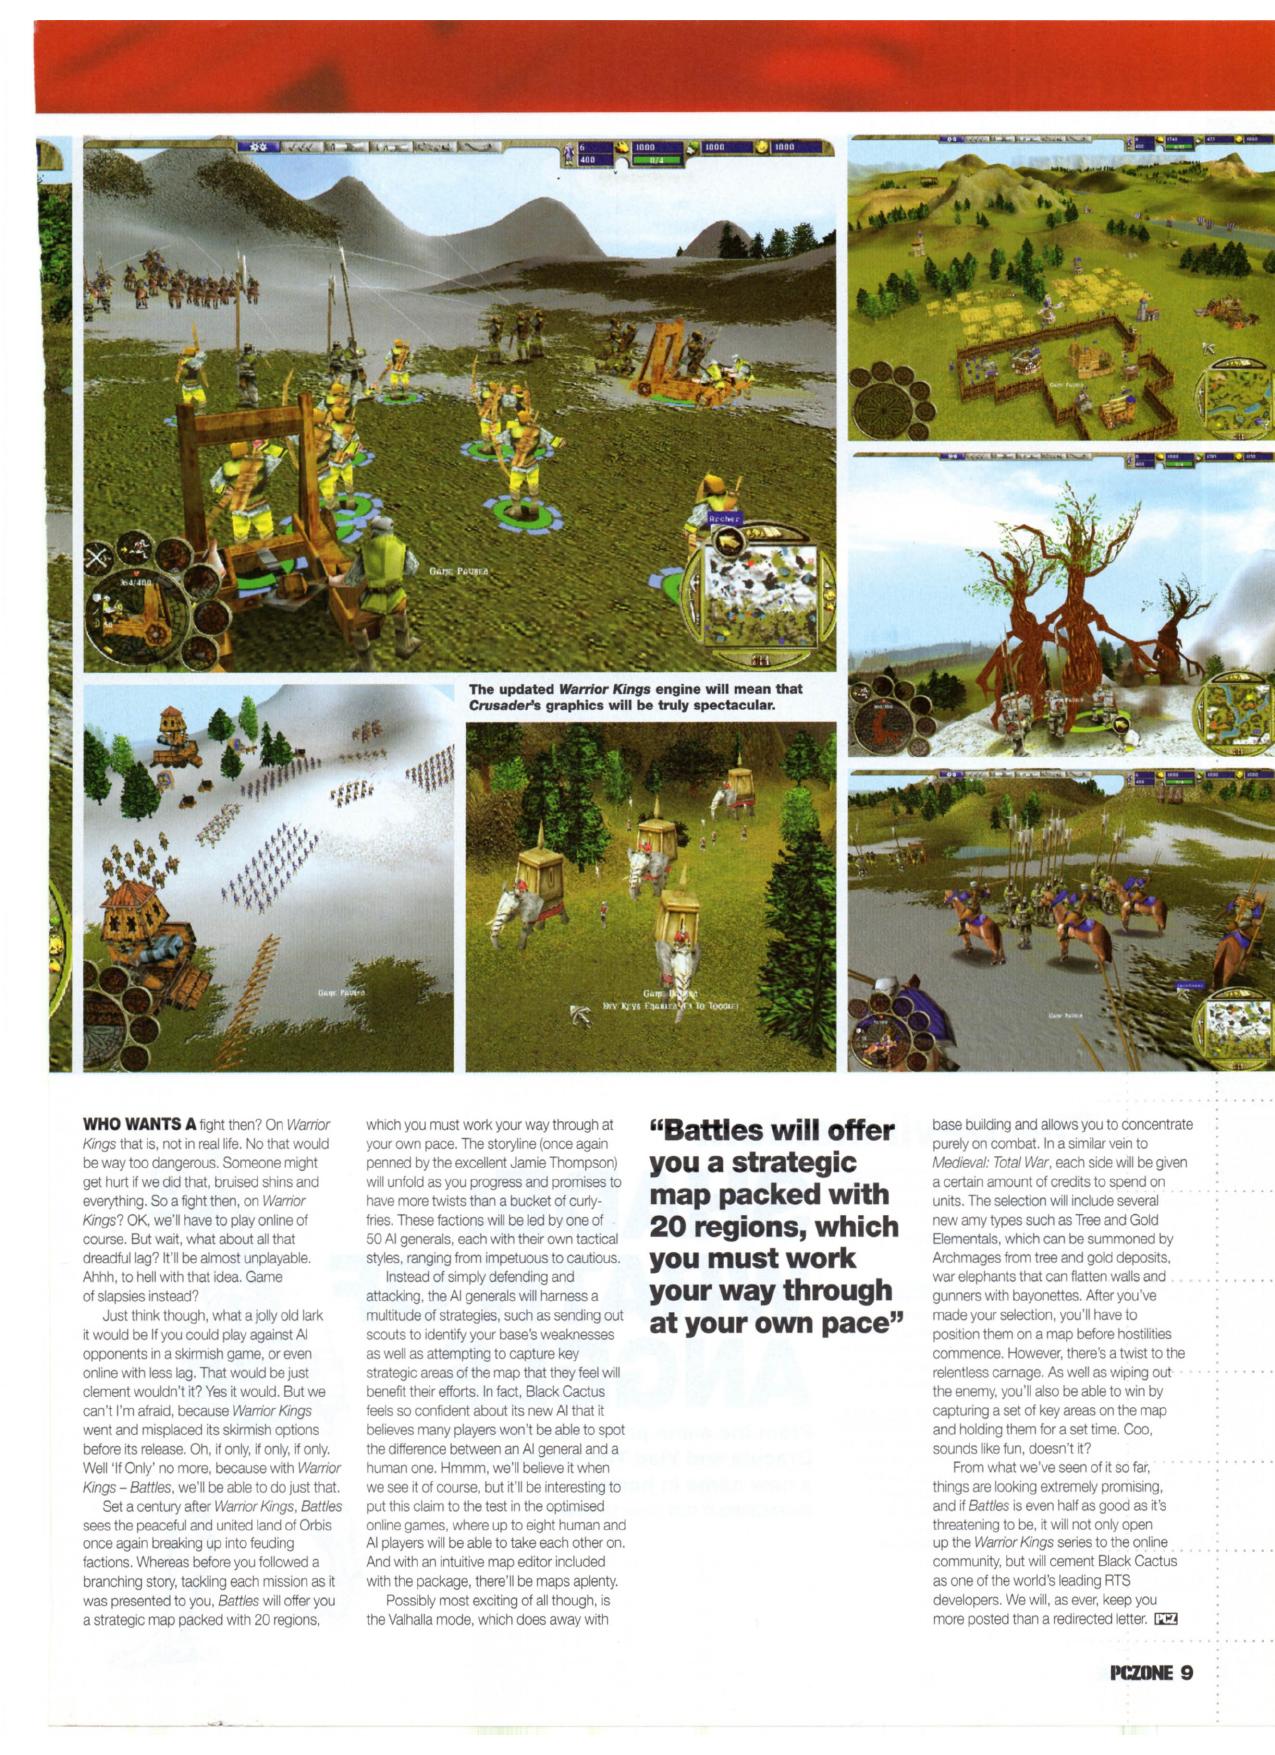 6
400
1000
0/4
1000
1000
Archer
GAME PAUSED
364/400
GAME PAUSED
The updated Warrior Kings engine will mean that
Crusader's graphics will be truly spectacular.
GAME PAUSED
GAME PAUSED
WHO WANTS A fight then? On Warrior
Kings that is, not in real life. No that would
be way too dangerous. Someone might
get hurt if we did that, bruised shins and
everything. So a fight then, on Warrior
Kings? OK, we'll have to play online of
course. But wait, what about all that
dreadful lag? It'll be almost unplayable.
Ahhh, to hell with that idea. Game
of slapsies instead?
Just think though, what a jolly old lark
it would be If you could play against AI
opponents in a skirmish game, or even
online with less lag. That would be just
clement wouldn't it? Yes it would. But we
can't I'm afraid, because Warrior Kings
went and misplaced its skirmish options
before its release. Oh, if only, if only, if only.
Well 'If Only' no more, because with Warrior
Kings – Battles, we'll be able to do just that.
Set a century after Warrior Kings, Battles
sees the peaceful and united land of Orbis
once again breaking up into feuding
factions. Whereas before you followed a
branching story, tackling each mission as it
was presented to you, Battles will offer you
a strategic map packed with 20 regions,
which you must work your way through at
your own pace. The storyline (once again
penned by the excellent Jamie Thompson)
will unfold as you progress and promises to
have more twists than a bucket of curly-
fries. These factions will be led by one of
50 AI generals, each with their own tactical
styles, ranging from impetuous to cautious.
Instead of simply defending and
attacking, the AI generals will harness a
multitude of strategies, such as sending out
scouts to identify your base's weaknesses
as well as attempting to capture key
strategic areas of the map that they feel will
benefit their efforts. In fact, Black Cactus
feels so confident about its new AI that it
believes many players won't be able to spot
the difference between an AI general and a
human one. Hmmm, we'll believe it when
we see it of course, but it'll be interesting to
put this claim to the test in the optimised
online games, where up to eight human and
AI players will be able to take each other on.
And with an intuitive map editor included
with the package, there'll be maps aplenty.
Possibly most exciting of all though, is
the Valhalla mode, which does away with
“Battles will offer
you a strategic
map packed with
20 regions, which
you must work
your way through
at your own pace”
base building and allows you to concentrate
purely on combat. In a similar vein to
Medieval: Total War, each side will be given
a certain amount of credits to spend on
units. The selection will include several
new amy types such as Tree and Gold
Elementals, which can be summoned by
Archmages from tree and gold deposits,
war elephants that can flatten walls and
gunners with bayonettes. After you've
made your selection, you'll have to
position them on a map before hostilities
commence. However, there's a twist to the
relentless carnage. As well as wiping out
the enemy, you'll also be able to win by
capturing a set of key areas on the map
and holding them for a set time. Coo,
sounds like fun, doesn't it?
From what we've seen of it so far,
things are looking extremely promising,
and if Battles is even half as good as it's
threatening to be, it will not only open
up the Warrior Kings series to the online
community, but will cement Black Cactus
as one of the world's leading RTS
developers. We will, as ever, keep you
more posted than a redirected letter. PCZ
PCZONE 9